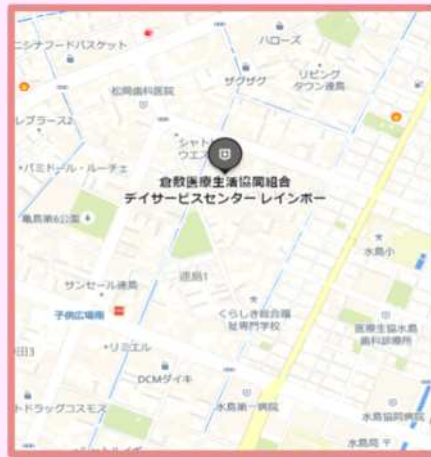 ニシナフードバスケット
ハローズ
ザグザグ
リビング
タウン連島
松岡歯科医院
レブラース2
シャト
ウエス
パミドール・ルーチェ
倉敷医療生活協同組合
デイサービスセンター レインボー
亀島第6公園
水島小
連島1
サンセール連島
子供広場南
くらしき総合福
祉専門学校
医療生協水島
歯科診療所
田3
リミエル
DCMダイキ
トドラッグコスモス
水島第一病院
水島協同病院
水島局